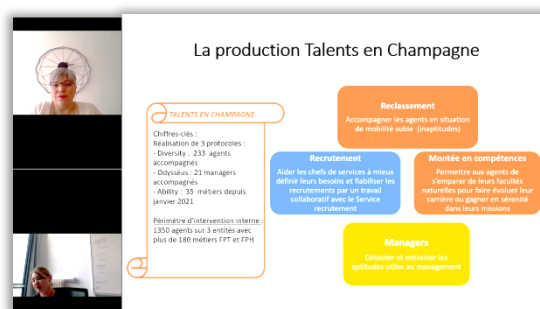 La production Talents en Champagne
TALENTS EN CHAMPAGNE
Chiffres-clés :
Réalisation de 3 protocoles :
- Diversity : 233 agents
accompagnés
- Odysséus : 21 managers
accompagnés
- Ability : 35 métiers depuis
janvier 2021
Périmètre d'intervention interne :
1350 agents sur 3 entités avec
plus de 180 métiers FPT et FPH
Reclassement
Accompagner les agents en situation
de mobilité subie (inaptitudes)
Recrutement
Aider les chefs de services à mieux
définir leurs besoins et fiabiliser les
recrutements par un travail
collaboratif avec le Service
recrutement
Montée en compétences
Permettre aux agents de
s'emparer de leurs facultés
naturelles pour faire évoluer leur
carrière ou gagner en sérénité
dans leurs missions
Managers
Détecter et entraîner les
aptitudes utiles au management